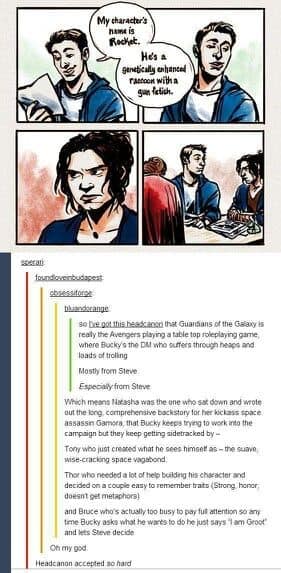 My character's
name is
Rocket.
He's a
genetically enhanced
raccoon with a
gun fetish.
speran:
foundloveinbudapest:
obsessiforge:
bluandorange:
so I've got this headcanon that Guardians of the Galaxy is
really the Avengers playing a table top roleplaying game,
where Bucky's the DM who suffers through heaps and
loads of trolling
Mostly from Steve
Especially from Steve
Which means Natasha was the one who sat down and wrote
out the long, comprehensive backstory for her kickass space
assassin Gamora, that Bucky keeps trying to work into the
campaign but they keep getting sidetracked by –
Tony who just created what he sees himself as – the suave,
wise-cracking space vagabond.
Thor who needed a lot of help building his character and
decided on a couple easy to remember traits (Strong, honor,
doesn't get metaphors)
and Bruce who's actually too busy to pay full attention so any
time Bucky asks what he wants to do he just says "I am Groot"
and lets Steve decide
Oh my god.
Headcanon accepted so hard